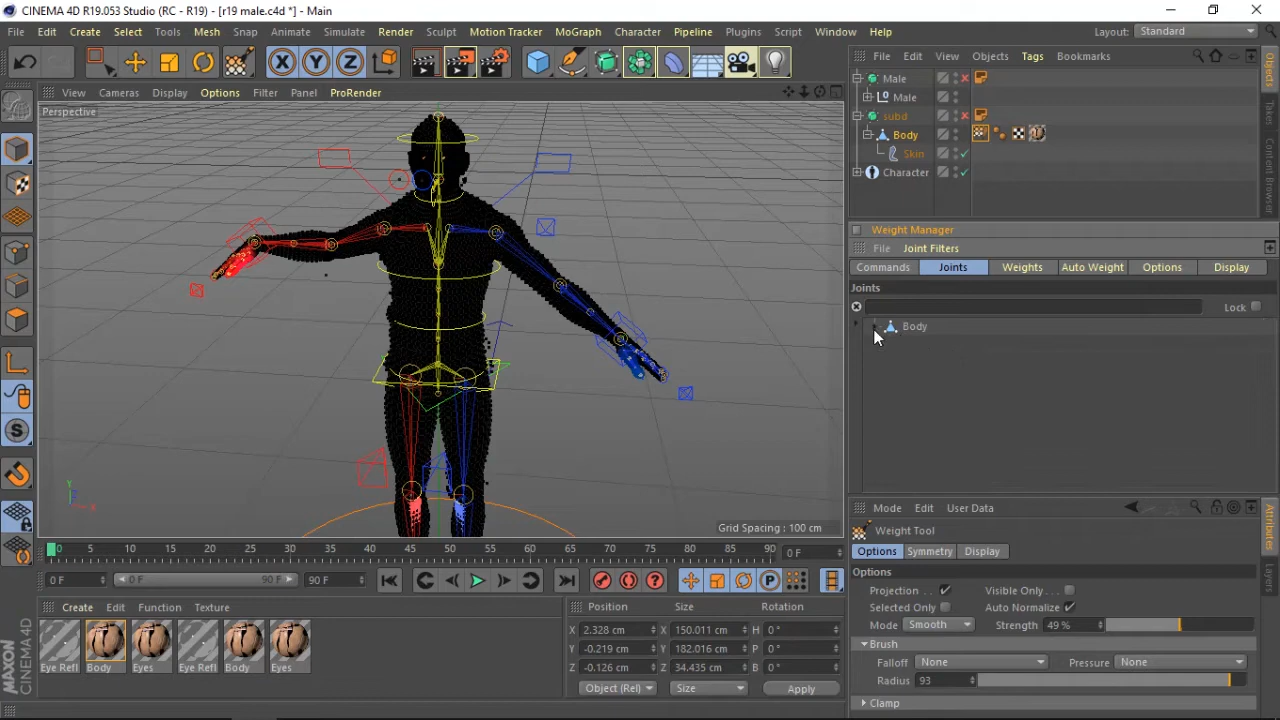 CINEMA 4D R19.053 Studio (RC - R19) - [r19 male.c4d *] - Main
File Edit Create Select Tools Mesh Snap Animate Simulate Render Sculpt Motion Tracker MoGraph Character Pipeline Plugins Script Window Help Layout: Standard
X Y Z
View Cameras Display Options Filter Panel ProRender
Perspective
Y
X
Grid Spacing : 100 cm
File Edit View Objects Tags Bookmarks
Male
Male
subd
Body
Skin
Character
Objects
Takes
Content Browser
Weight Manager
File Joint Filters
Commands Joints Weights Auto Weight Options Display
Joints
Lock
Body
Mode Edit User Data
Weight Tool
Options Symmetry Display
Options
Projection . . Visible Only . . .
Selected Only Auto Normalize
Mode Smooth Strength 49 %
Brush
Falloff None Pressure None
Radius 93
Clamp
Attributes
Layers
0 5 10 15 20 25 30 35 40 45 50 55 60 65 70 75 80 85 90 0 F
0 F 0 F 90 F 90 F
Create Edit Function Texture
Eye Refl Body Eyes Eye Refl Body Eyes
Position Size Rotation
X 2.328 cm X 150.011 cm H 0 °
Y -0.219 cm Y 182.016 cm P 0 °
Z -0.126 cm Z 34.435 cm B 0 °
Object (Rel) Size Apply
MAXON
CINEMA 4D